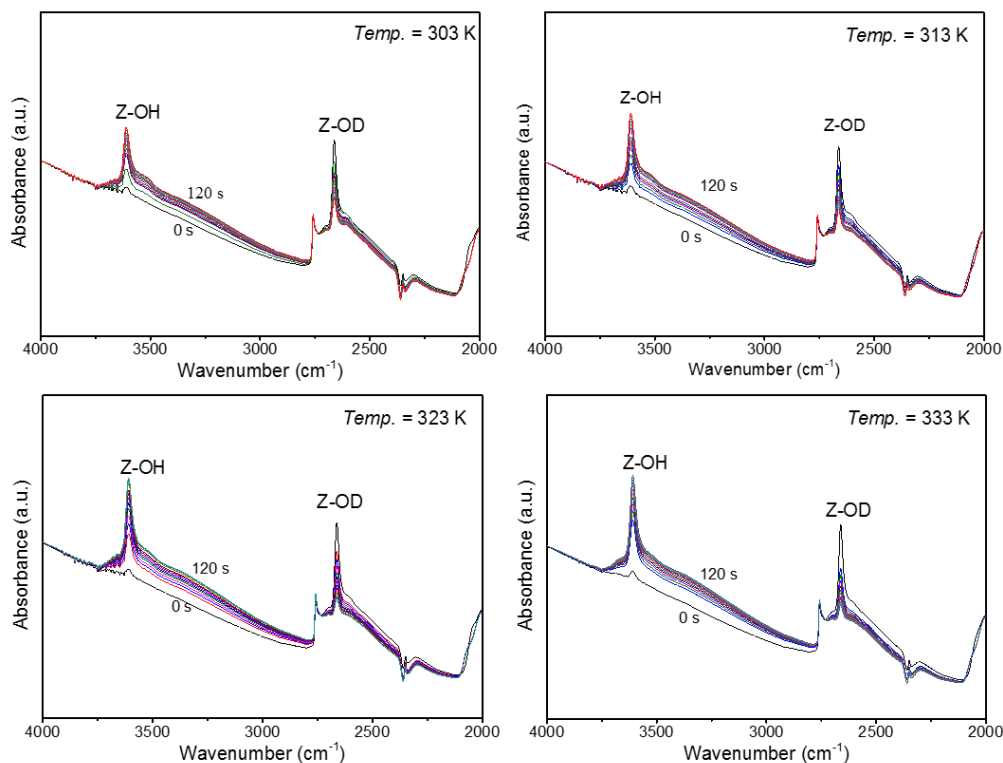 Temp. = 303 K
Z-OH
Z-OD
120 s
0 s
Absorbance (a.u.)
4000 3500 3000 2500 2000
Wavenumber (cm⁻¹)
Temp. = 313 K
Z-OH
Z-OD
120 s
0 s
Absorbance (a.u.)
4000 3500 3000 2500 2000
Wavenumber (cm⁻¹)
Temp. = 323 K
Z-OH
Z-OD
120 s
0 s
Absorbance (a.u.)
4000 3500 3000 2500 2000
Wavenumber (cm⁻¹)
Temp. = 333 K
Z-OH
Z-OD
120 s
0 s
Absorbance (a.u.)
4000 3500 3000 2500 2000
Wavenumber (cm⁻¹)